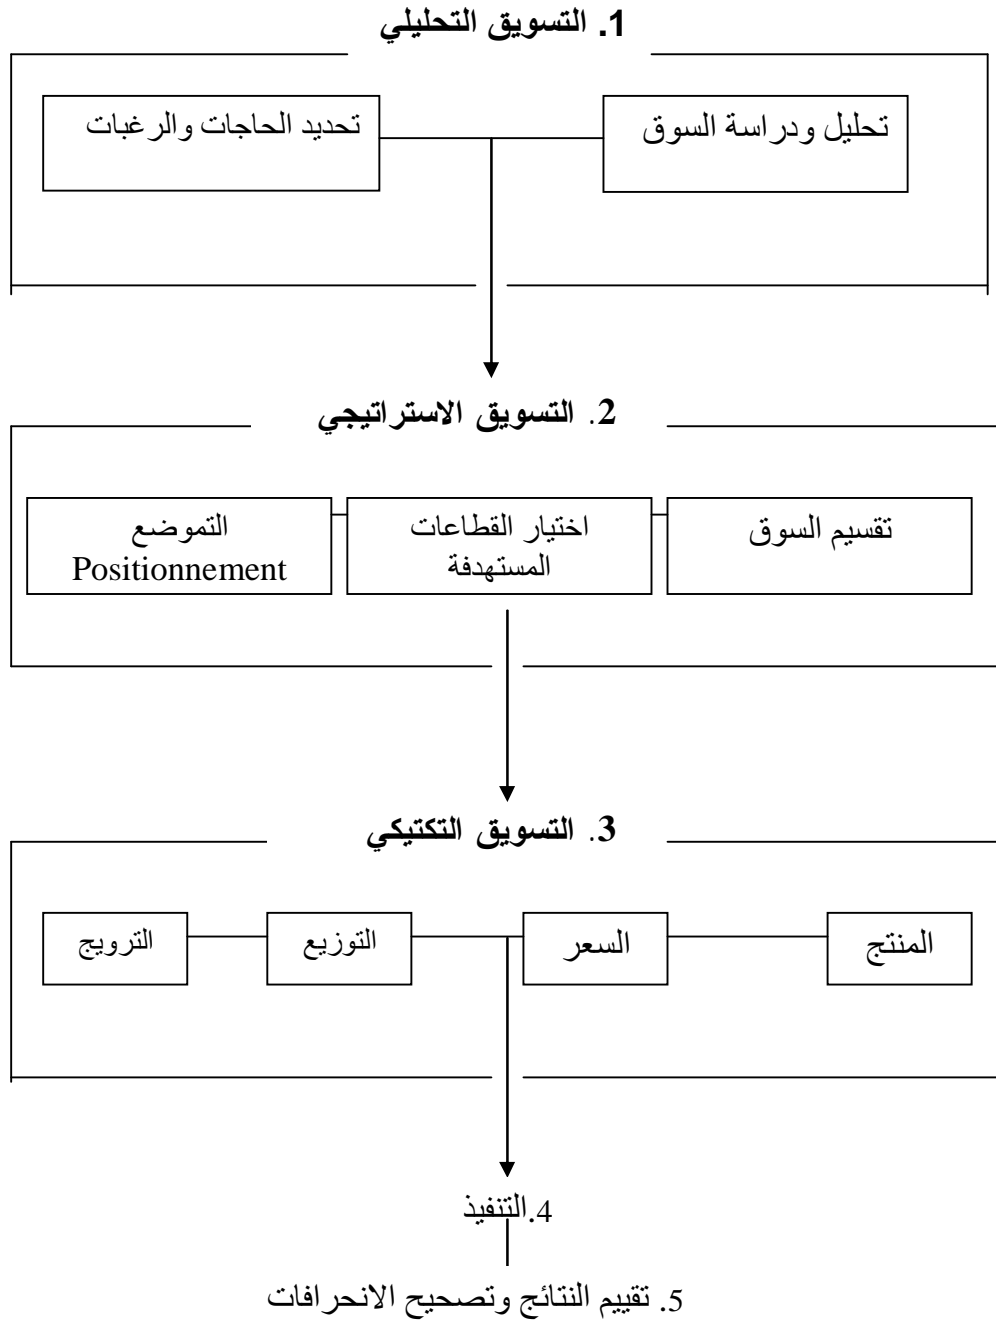 1. التسويق التحليلي
تحليل ودراسة السوق
تحديد الحاجات والرغبات
2. التسويق الاستراتيجي
تقسيم السوق
اختيار القطاعات
المستهدفة
التموضع
Positionnement
3. التسويق التكتيكي
المنتج
السعر
التوزيع
الترويج
4.التنفيذ
5. تقييم النتائج وتصحيح الانحرافات